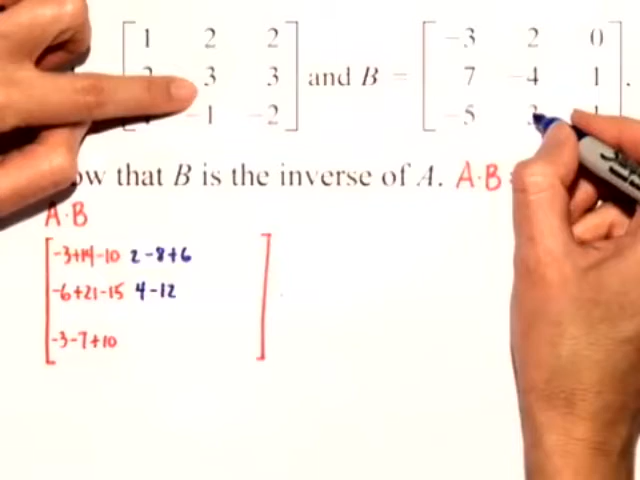 1 2 2 -3 2 0
3 3 and B = 7 -4 1 .
-1 -2 -5 3 1
ow that B is the inverse of A. A·B
A·B
-3+14-10 2-8+6
-6+21-15 4-12
-3-7+10